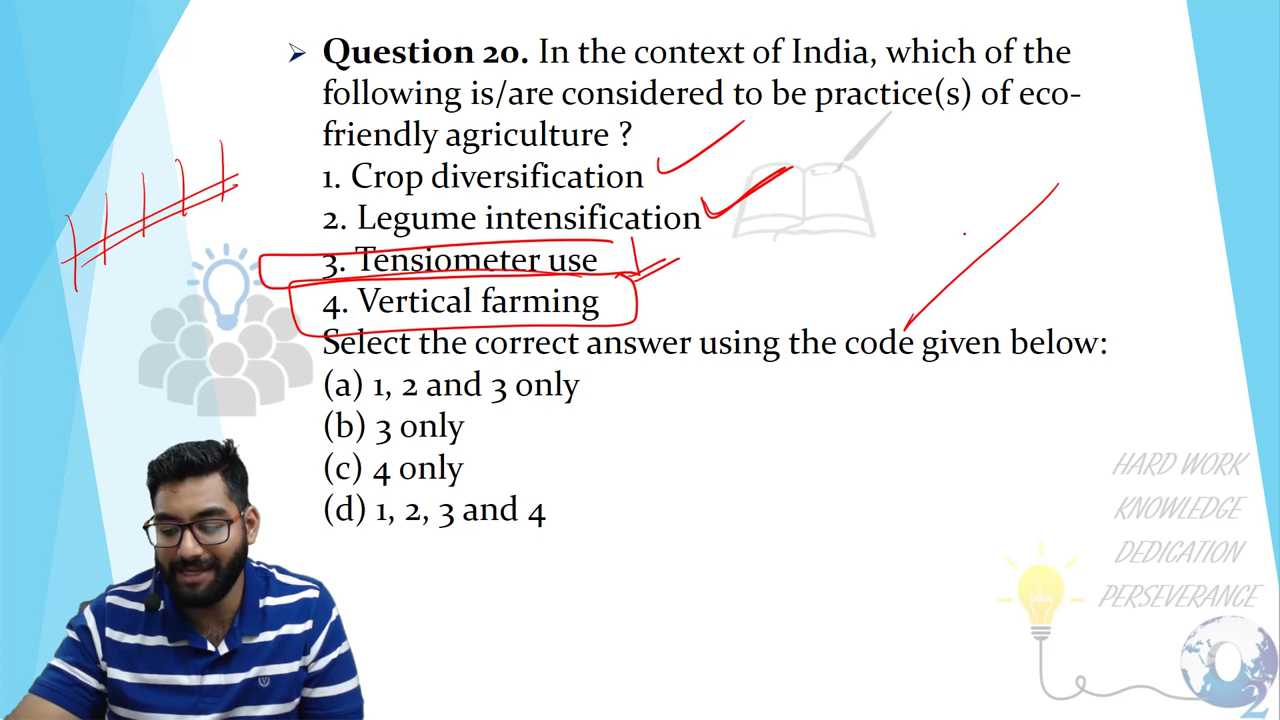 ➢ Question 20. In the context of India, which of the
following is/are considered to be practice(s) of eco-
friendly agriculture ?
1. Crop diversification
2. Legume intensification
3. Tensiometer use
4. Vertical farming
Select the correct answer using the code given below:
(a) 1, 2 and 3 only
(b) 3 only
(c) 4 only
(d) 1, 2, 3 and 4
HARD WORK
KNOWLEDGE
DEDICATION
PERSEVERANCE
idea
O2